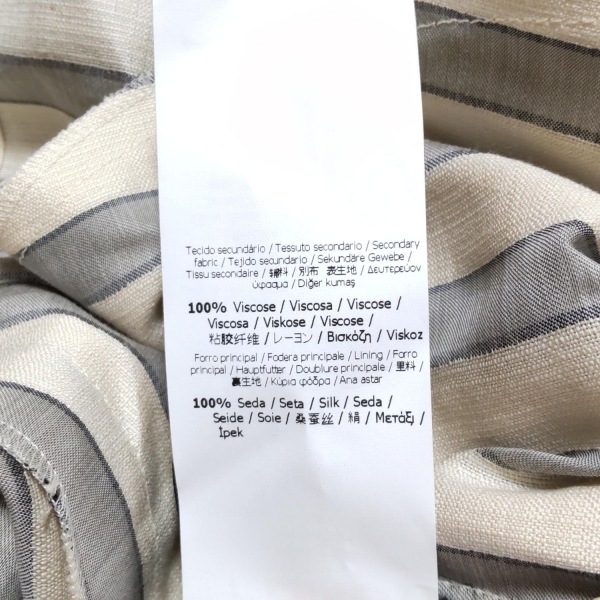 Tecido secundário / Tessuto secondario / Secondary
fabric / Tejido secundario / Sekundäre Gewebe /
Tissu secondaire / 辅料 / 別布 表生地 / Δευτερεύον
ύφασμα / Diğer kumaş
100% Viscose / Viscosa / Viscose /
Viscosa / Viskose / Viscose /
粘胶纤维 / レーヨン / Βισκόζη / Viskoz
Forro principal / Fodera principale / Lining / Forro
principal / Hauptfutter / Doublure principale / 里料 /
裏生地 / Κύρια φόδρα / Ana astar
100% Seda / Seta / Silk / Seda /
Seide / Soie / 桑蚕丝 / 絹 / Μετάξι /
İpek